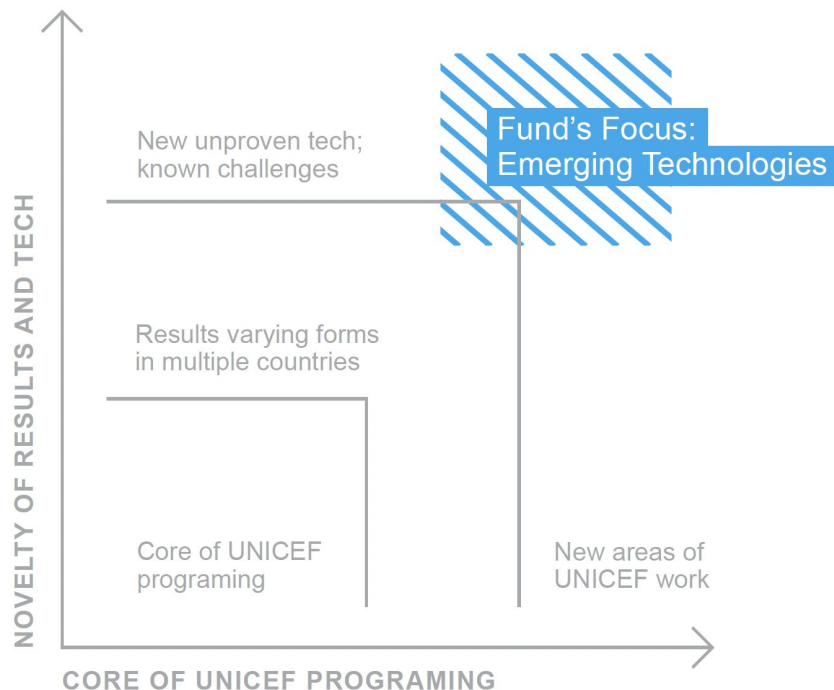 New unproven tech;
known challenges
Fund's Focus:
Emerging Technologies
NOVELTY OF RESULTS AND TECH
Results varying forms
in multiple countries
Core of UNICEF
programing
New areas of
UNICEF work
CORE OF UNICEF PROGRAMING